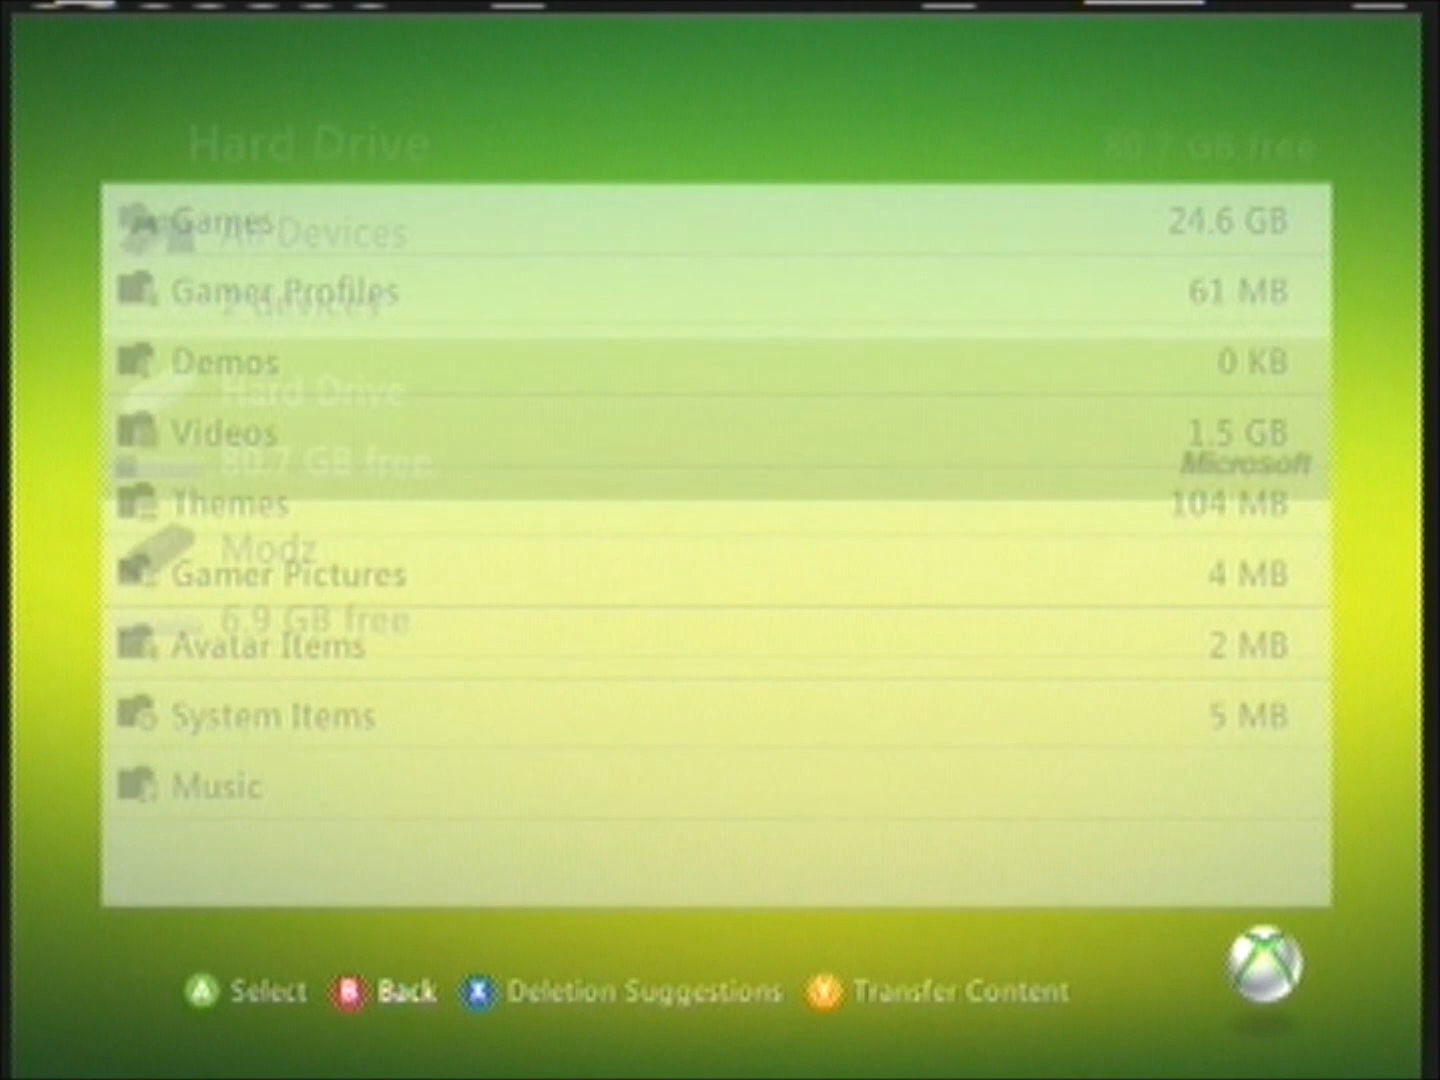 Hard Drive 80.7 GB free
Games 24.6 GB
All Devices
Gamer Profiles 61 MB
2 devices
Demos 0 KB
Hard Drive
Videos 1.5 GB
80.7 GB free
Microsoft
Themes 104 MB
Modz
Gamer Pictures 4 MB
6.9 GB free
Avatar Items 2 MB
System Items 5 MB
Music
A Select B Back X Deletion Suggestions Y Transfer Content